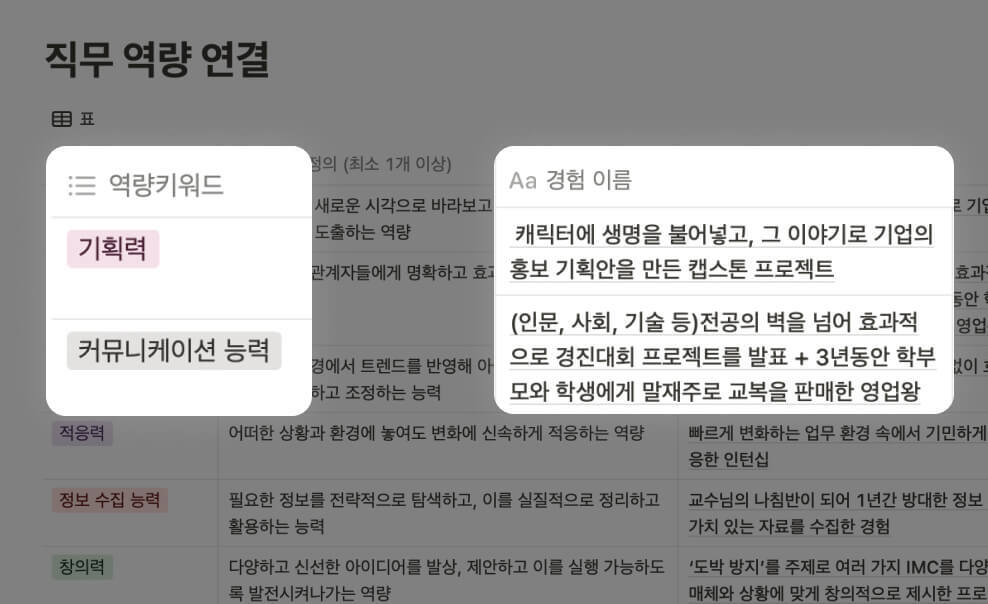 직무 역량 연결
표
역량키워드
정의 (최소 1개 이상)
Aa 경험 이름
기획력
새로운 시각으로 바라보고
도출하는 역량
캐릭터에 생명을 불어넣고, 그 이야기로 기업의
홍보 기획안을 만든 캡스톤 프로젝트
커뮤니케이션 능력
관계자들에게 명확하고
(인문, 사회, 기술 등)전공의 벽을 넘어 효과적
으로 경진대회 프로젝트를 발표 + 3년동안 학부
모와 학생에게 말재주로 교복을 판매한 영업왕
트렌드를 반영해
하고 조정하는 능력
적응력
어떠한 상황과 환경에 놓여도 변화에 신속하게 적응하는 역량
빠르게 변화하는 업무 환경 속에서 기민하게
응한 인턴십
정보 수집 능력
필요한 정보를 전략적으로 탐색하고, 이를 실질적으로 정리하고
활용하는 능력
교수님의 나침반이 되어 1년간 방대한 정보
가치 있는 자료를 수집한 경험
창의력
다양하고 신선한 아이디어를 발상, 제안하고 이를 실행 가능하도
록 발전시켜나가는 역량
'도박 방지'를 주제로 여러 가지 IMC를 다양
매체와 상황에 맞게 창의적으로 제시한 프로